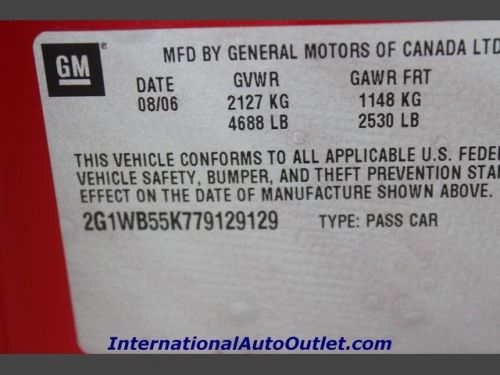 GM
MFD BY GENERAL MOTORS OF CANADA LTD
DATE GVWR GAWR FRT
08/06 2127 KG 1148 KG
4688 LB 2530 LB
THIS VEHICLE CONFORMS TO ALL APPLICABLE U.S. FEDE
VEHICLE SAFETY, BUMPER, AND THEFT PREVENTION STA
EFFECT ON THE DATE OF MANUFACTURE SHOWN ABOVE.
2G1WB55K779129129 TYPE: PASS CAR
InternationalAutoOutlet.com